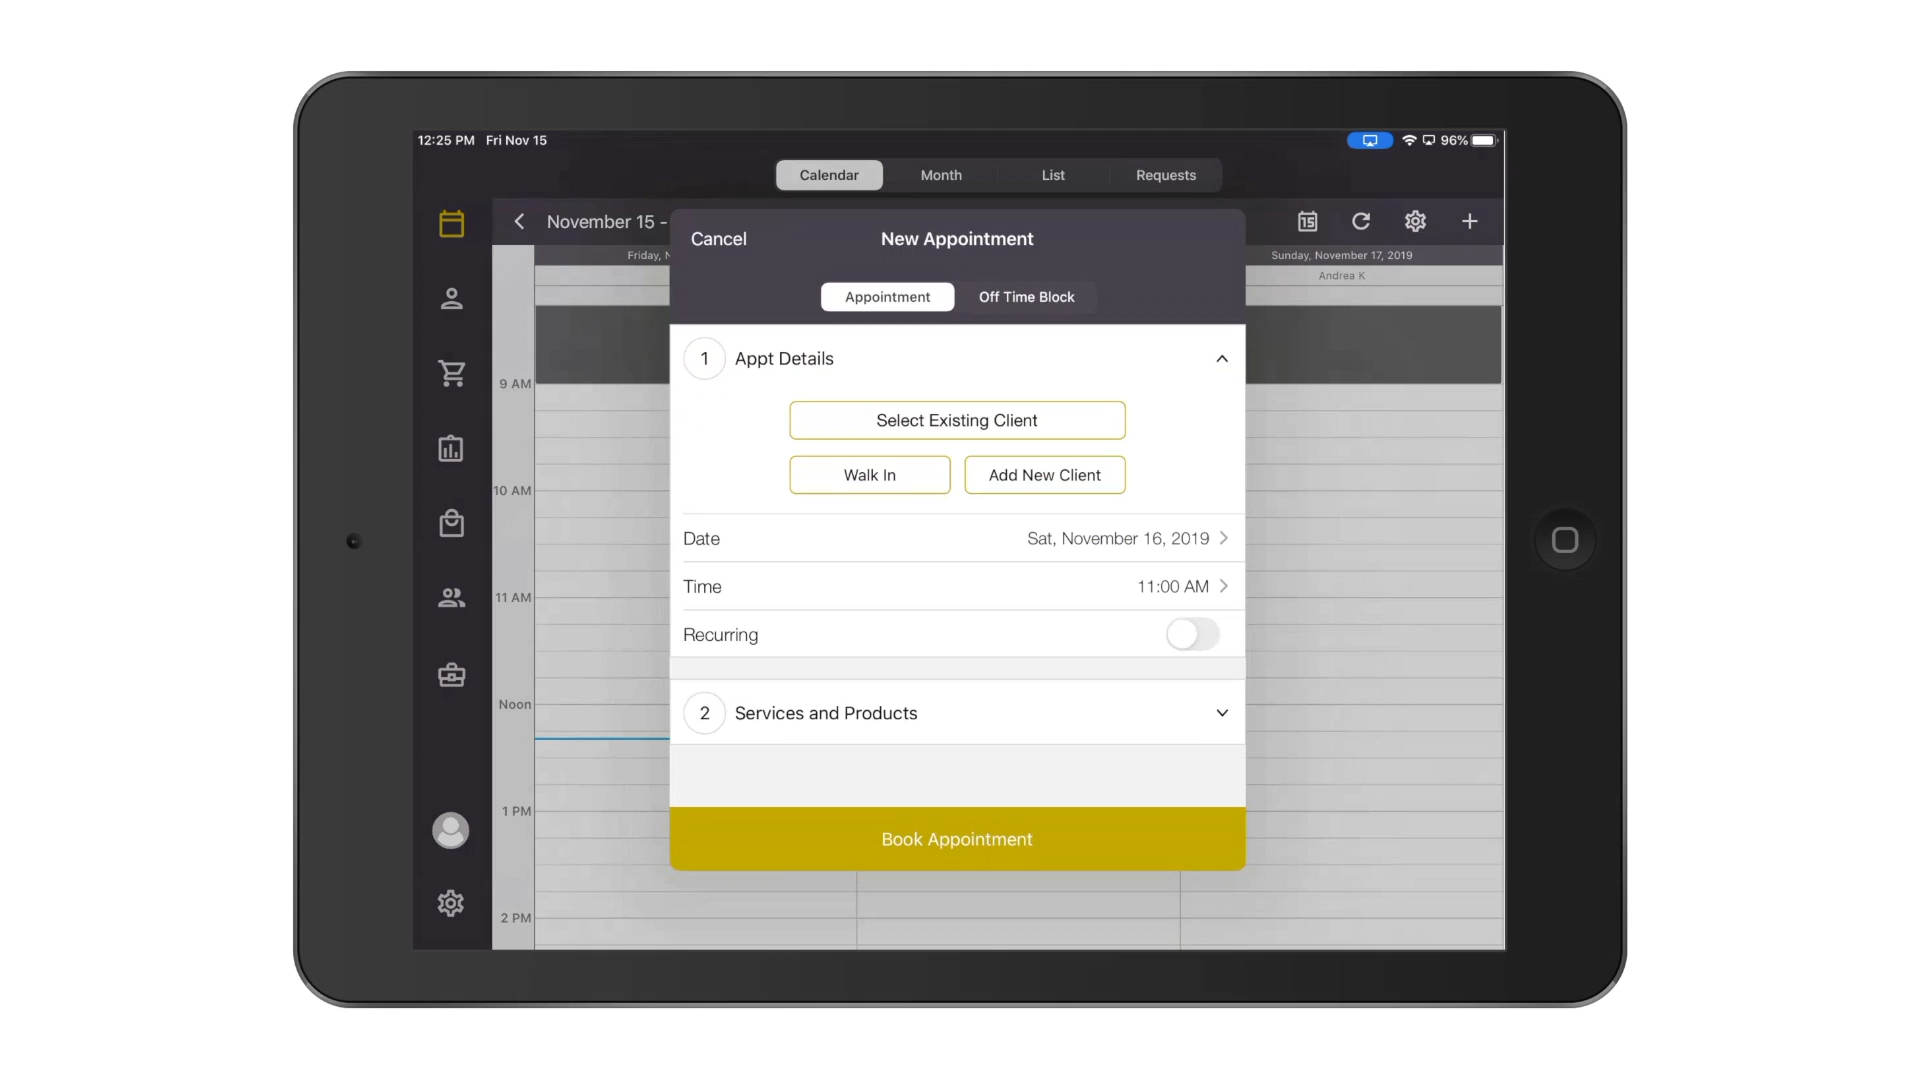 12:25 PM Fri Nov 15
96%
Calendar Month List Requests
November 15 -
15
Cancel New Appointment
Friday, N
Sunday, November 17, 2019
Andrea K
Appointment Off Time Block
1 Appt Details
9 AM
Select Existing Client
Walk In Add New Client
10 AM
Date Sat, November 16, 2019
Time 11:00 AM
11 AM
Recurring
Noon
2 Services and Products
1 PM
Book Appointment
2 PM